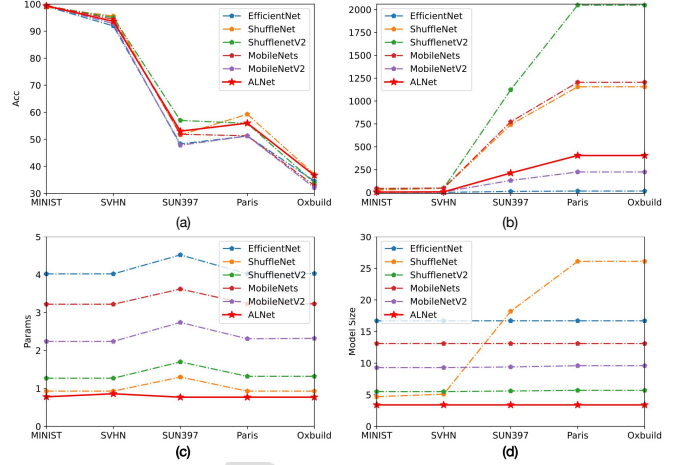 100
90
80
70
60
50
40
30
Acc
EfficientNet
ShuffleNet
ShufflenetV2
MobileNets
MobileNetV2
ALNet
MINIST SVHN SUN397 Paris Oxbuild
(a)
2000
1750
1500
1250
1000
750
500
250
0
EfficientNet
ShuffleNet
ShufflenetV2
MobileNets
MobileNetV2
ALNet
MINIST SVHN SUN397 Paris Oxbuild
(b)
5
4
3
2
1
0
Params
EfficientNet
ShuffleNet
ShufflenetV2
MobileNets
MobileNetV2
ALNet
MINIST SVHN SUN397 Paris Oxbuild
(c)
30
25
20
15
10
5
0
Model Size
EfficientNet
ShuffleNet
ShufflenetV2
MobileNets
MobileNetV2
ALNet
MINIST SVHN SUN397 Paris Oxbuild
(d)